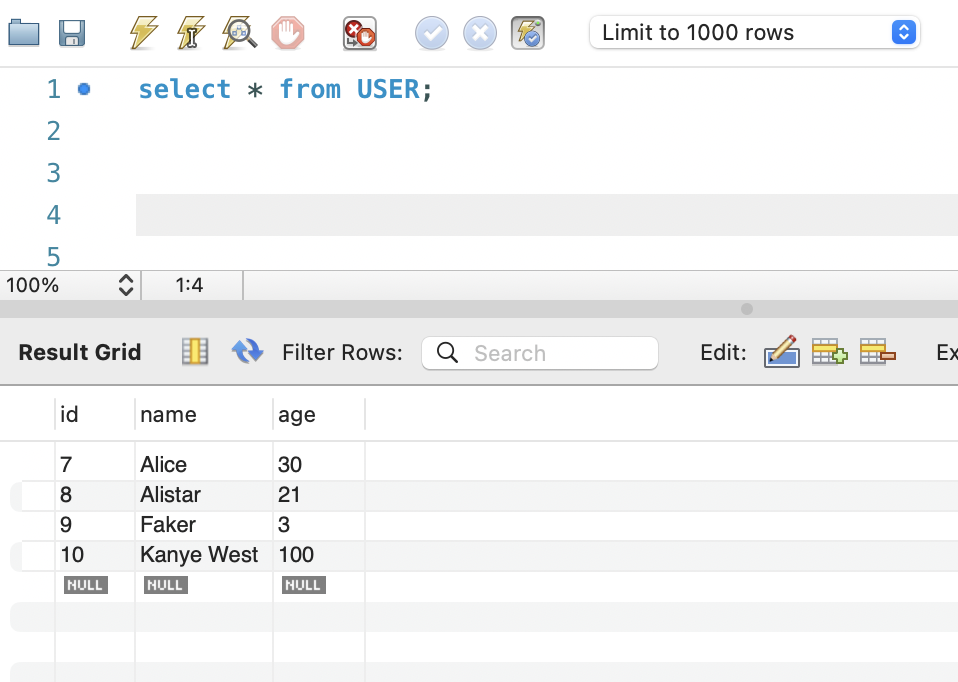 Limit to 1000 rows
1 select * from USER;
2
3
4
5
100% 1:4
Result Grid Filter Rows: Search Edit: Ex
id name age
7 Alice 30
8 Alistar 21
9 Faker 3
10 Kanye West 100
NULL NULL NULL